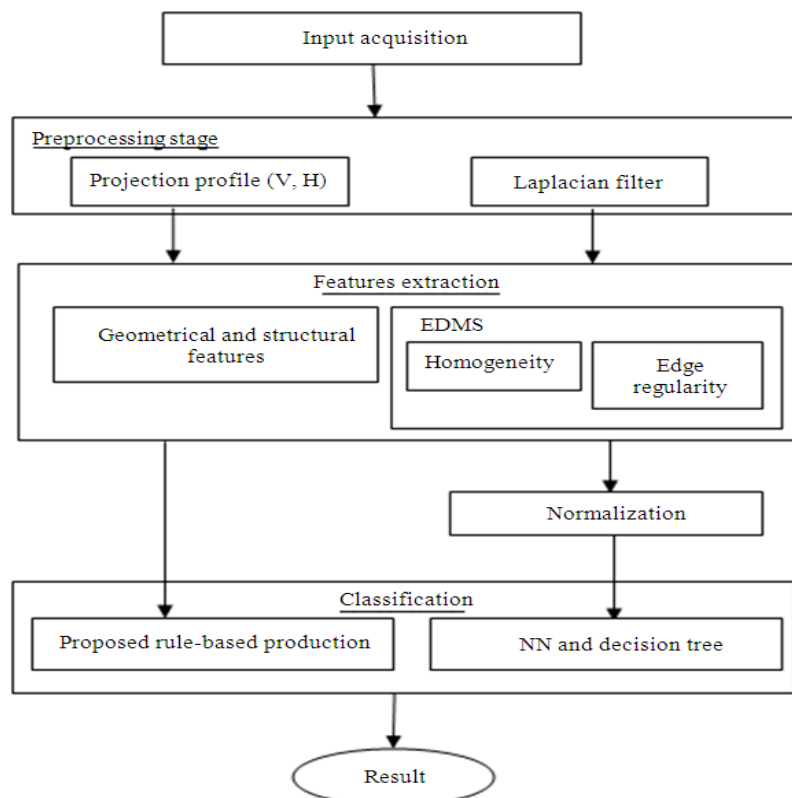 Input acquisition
Preprocessing stage
Projection profile (V, H)
Laplacian filter
Features extraction
Geometrical and structural
features
EDMS
Homogeneity
Edge
regularity
Normalization
Classification
Proposed rule-based production
NN and decision tree
Result